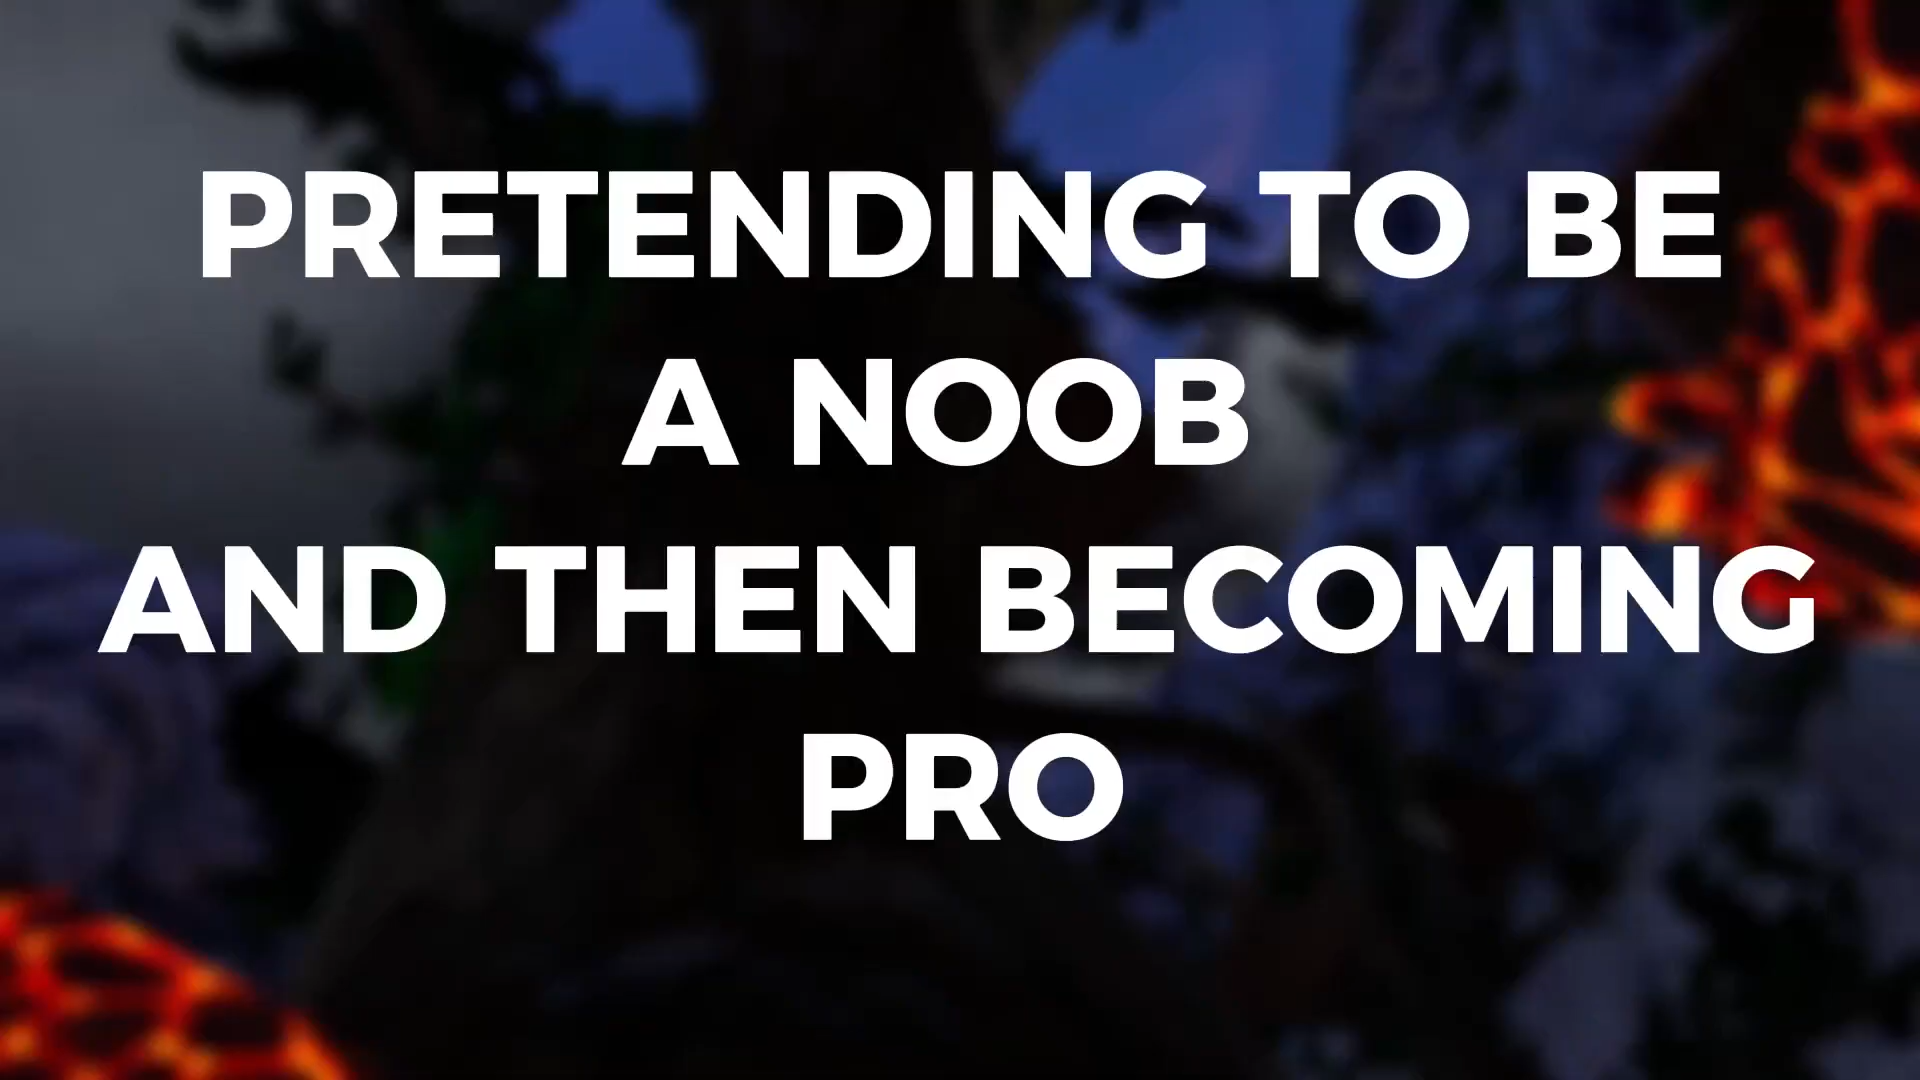 PRETENDING TO BE
A NOOB
AND THEN BECOMING
PRO